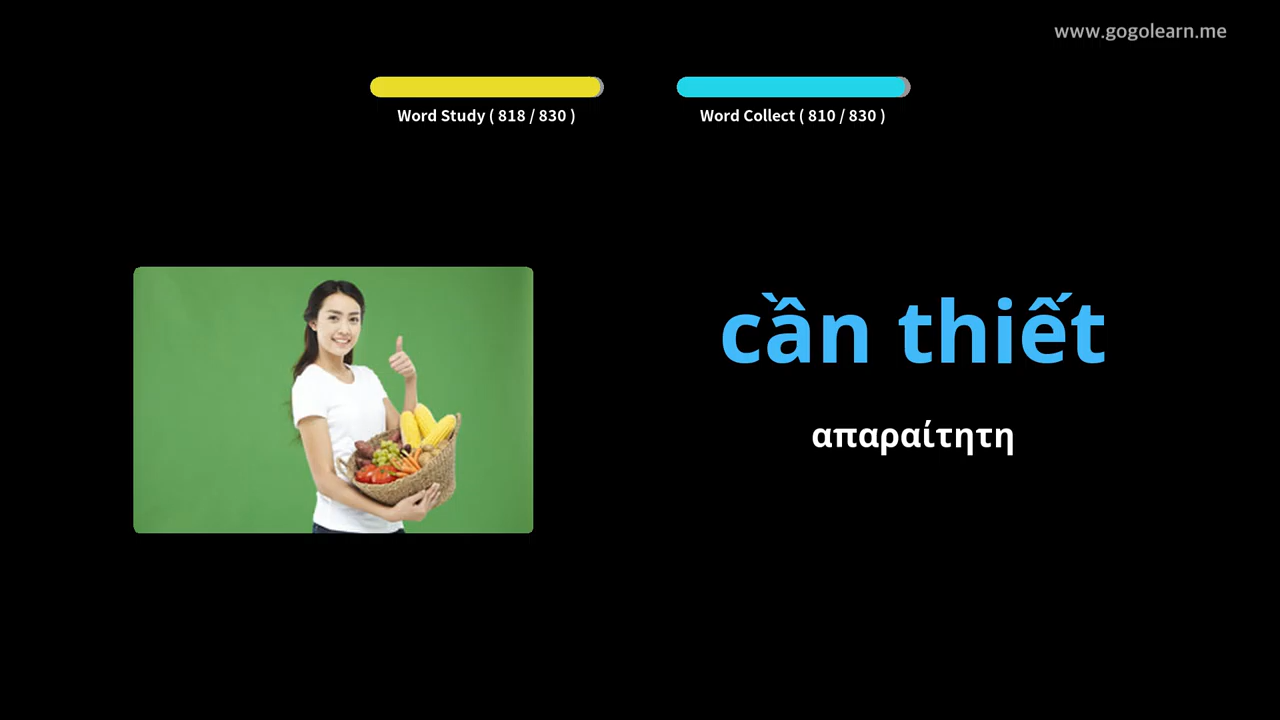 www.gogolearn.me
Word Study ( 818 / 830 )
Word Collect ( 810 / 830 )
cần thiết
απαραίτητη